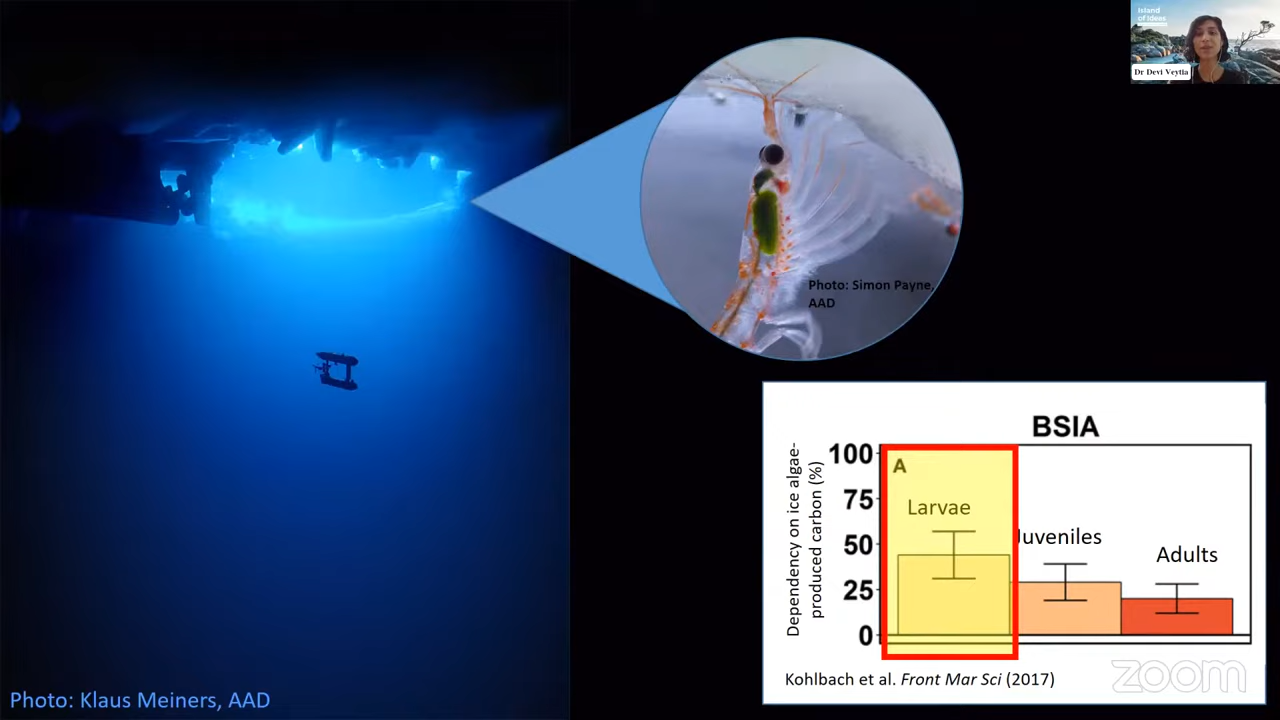 Island
of Ideas
Dr Devi Veytia
Photo: Simon Payne,
AAD
BSIA
Dependency on ice algae-
produced carbon (%)
100
75
50
25
0
A
Larvae
Juveniles
Adults
Kohlbach et al. Front Mar Sci (2017)
zoom
Photo: Klaus Meiners, AAD